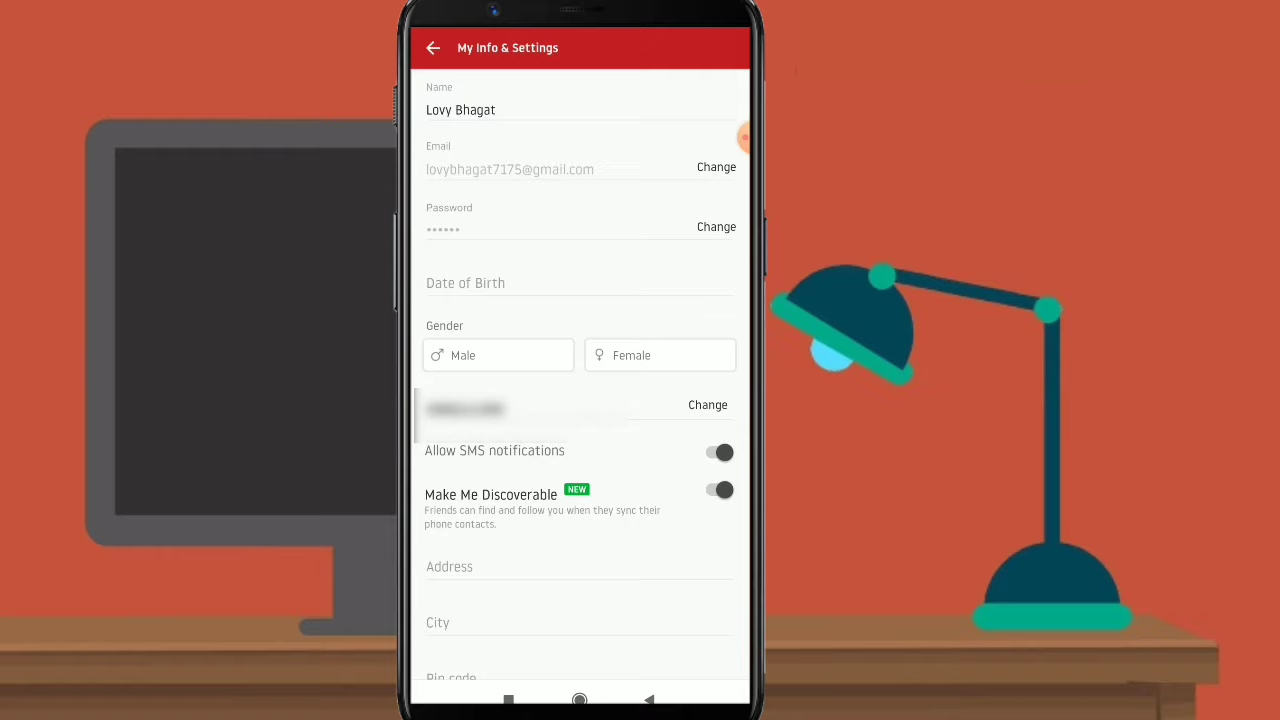 My Info & Settings
Name
Lovy Bhagat
Email
lovybhagat7175@gmail.com
Change
Password
••••••
Change
Date of Birth
Gender
Male
Female
Change
Allow SMS notifications
Make Me Discoverable NEW
Friends can find and follow you when they sync their
phone contacts.
Address
City
Pin code